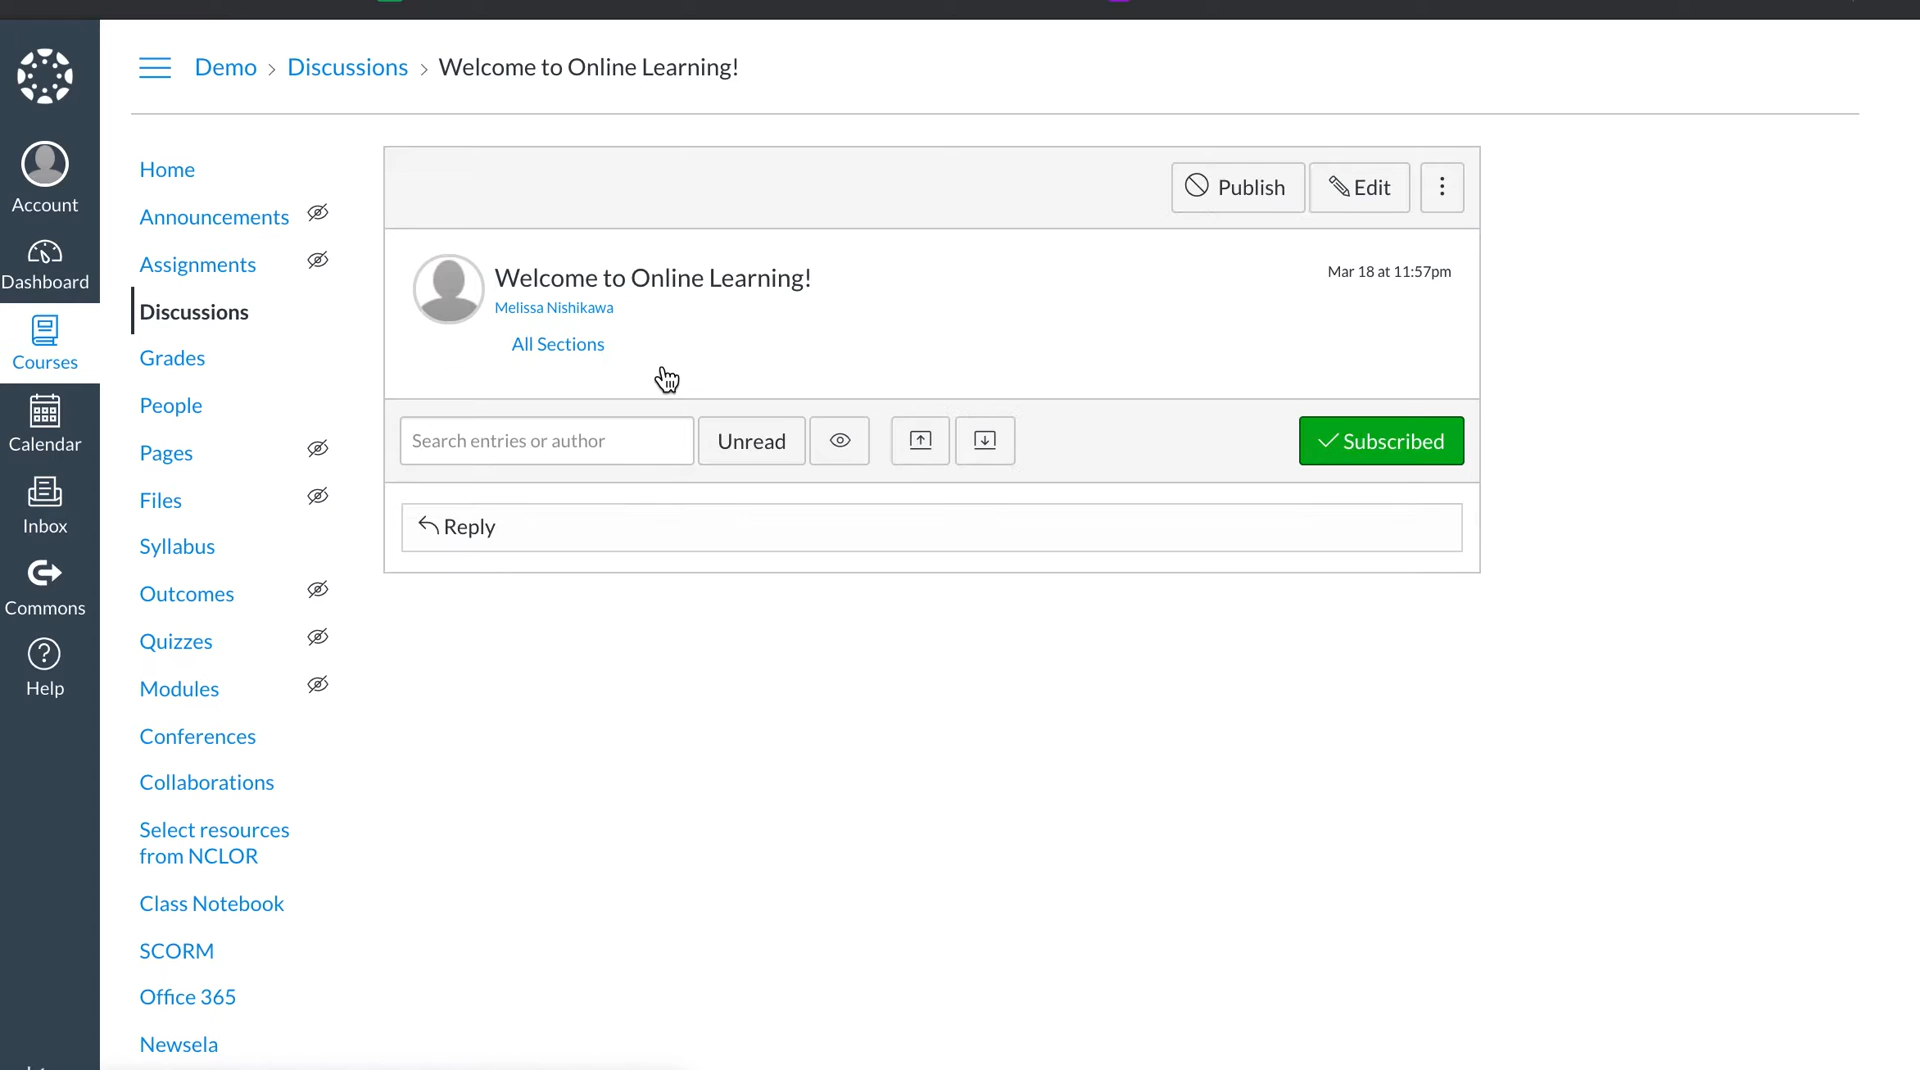 Demo > Discussions > Welcome to Online Learning!
Account
Dashboard
Courses
Calendar
Inbox
Commons
Help
Home
Announcements
Assignments
Discussions
Grades
People
Pages
Files
Syllabus
Outcomes
Quizzes
Modules
Conferences
Collaborations
Select resources
from NCLOR
Class Notebook
SCORM
Office 365
Newsela
Publish
Edit
Welcome to Online Learning!
Mar 18 at 11:57pm
Melissa Nishikawa
All Sections
Search entries or author
Unread
Subscribed
Reply